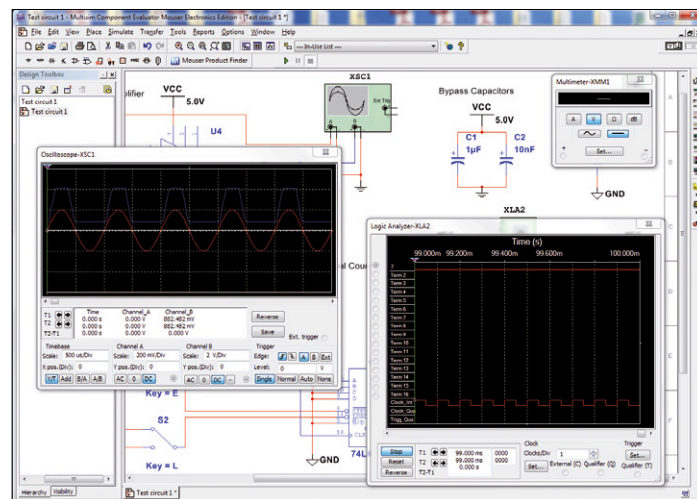 Test circuit 1 - Multisim Component Evaluator Mouser Electronics Edition - [Test circuit 1 *]
File Edit View Place Simulate Transfer Tools Reports Options Window Help
--- In-Use List ---
Mouser Product Finder
Design Toolbox
Test circuit 1
Test circuit 1
Hierarchy Visibility
Test circuit 1 *
plifier
VCC
5.0V
U4
XSC1
Ext Trig
A B
Bypass Capacitors
VCC
5.0V
C1
1µF
C2
10nF
GND
Multimeter-XMM1
A V Ω dB
Set...
+ -
Oscilloscope-XSC1
Time Channel_A Channel_B
T1 0.000 s 0.000 V 882.482 mV
T2 0.000 s 0.000 V 882.482 mV
T2-T1 0.000 s 0.000 V 0.000 V
Reverse
Save
Ext. trigger
Timebase
Scale: 500 us/Div
X pos.(Div): 0
Y/T Add B/A A/B
Channel A
Scale: 200 mV/Div
Y pos.(Div): 0
AC 0 DC
Channel B
Scale: 2 V/Div
Y pos.(Div): 0
AC 0 DC -
Trigger
Edge: A B Ext
Level: 0 V
Single Normal Auto None
XLA2
Logic Analyzer-XLA2
Time (s)
99.000m 99.200m 99.400m 99.600m 100.000m
Term 2
Term 3
Term 4
Term 5
Term 6
Term 7
Term 8
Term 9
Term 10
Term 11
Term 12
Term 13
Term 14
Term 15
Term 16
Clock_Int
Clock_Qua
Trigg_Qua
Stop
Reset
Reverse
T1 99.000 ms 0000
T2 99.000 ms 0000
T2-T1 0.000 s
Clock
Clocks/Div 1
Set... External (C) Qualifier (Q)
Trigger
Set...
Qualifier (T)
al Coun
Key = E
S2
Key = L
GND
74L